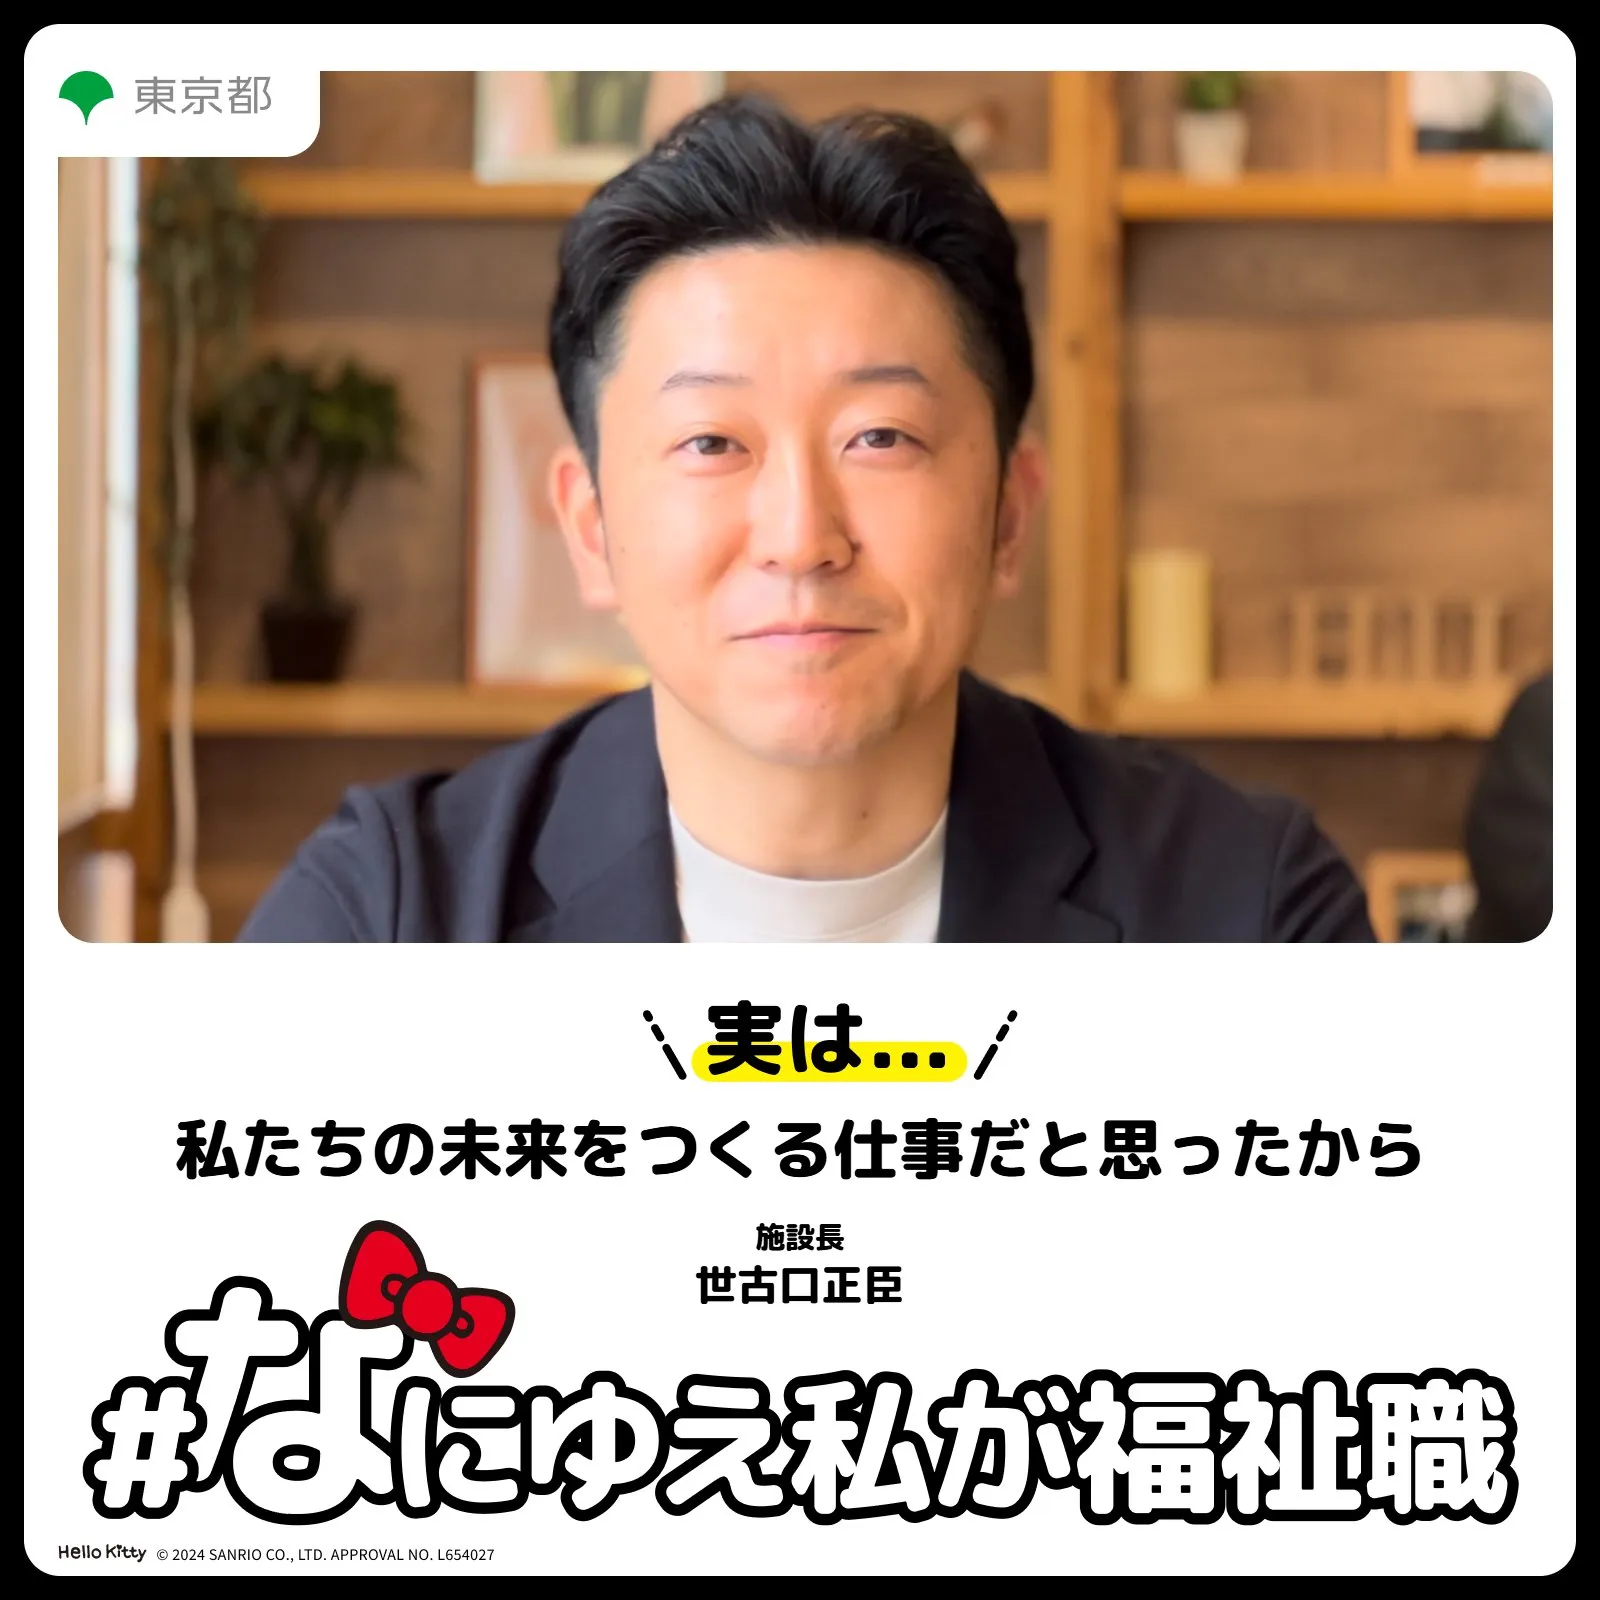 東京都
実は…
私たちの未来をつくる仕事だと思ったから
施設長
世古口正臣
#なにゆえ私が福祉職
Hello Kitty © 2024 SANRIO CO., LTD. APPROVAL NO. L654027